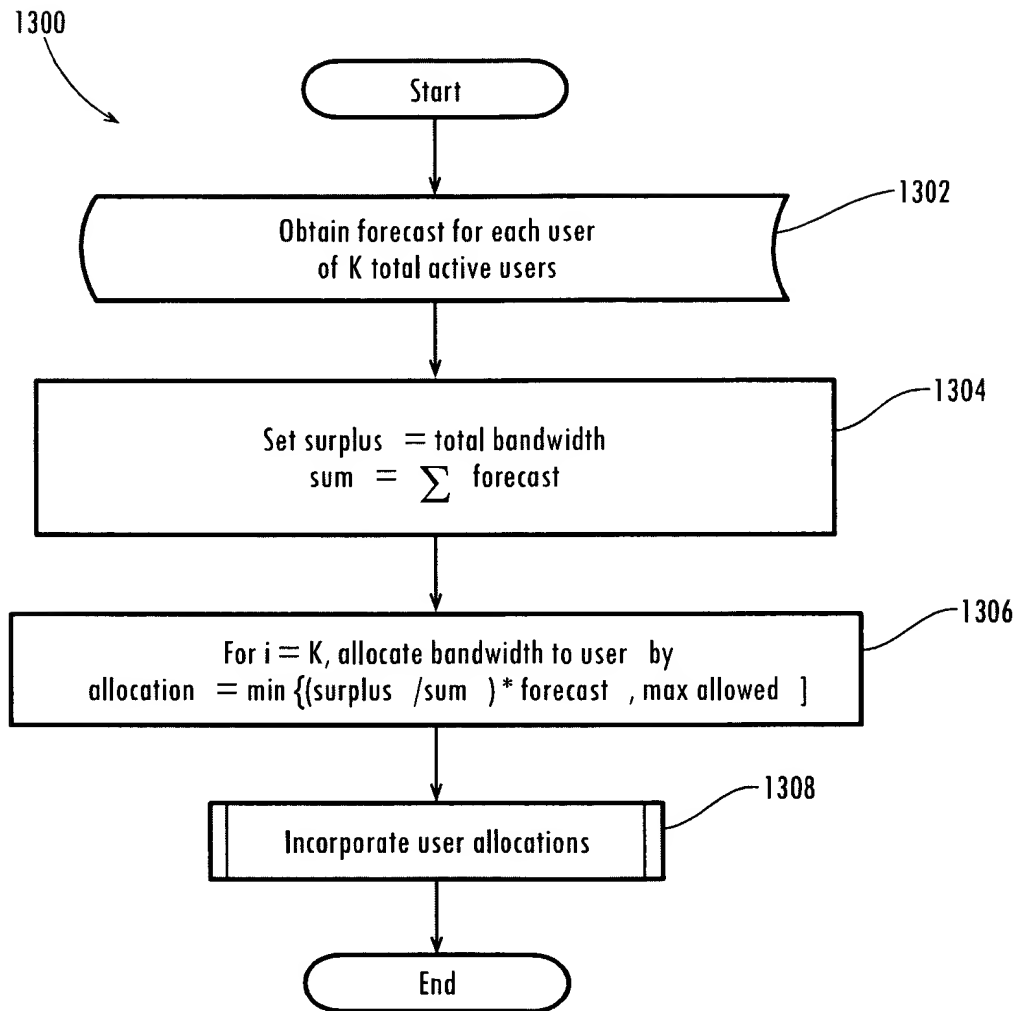 1300
Start
1302
Obtain forecast for each user
of K total active users
1304
Set surplus = total bandwidth
sum = ∑ forecast
1306
For i = K, allocate bandwidth to user by
allocation = min {(surplus /sum )* forecast , max allowed ]
1308
Incorporate user allocations
End